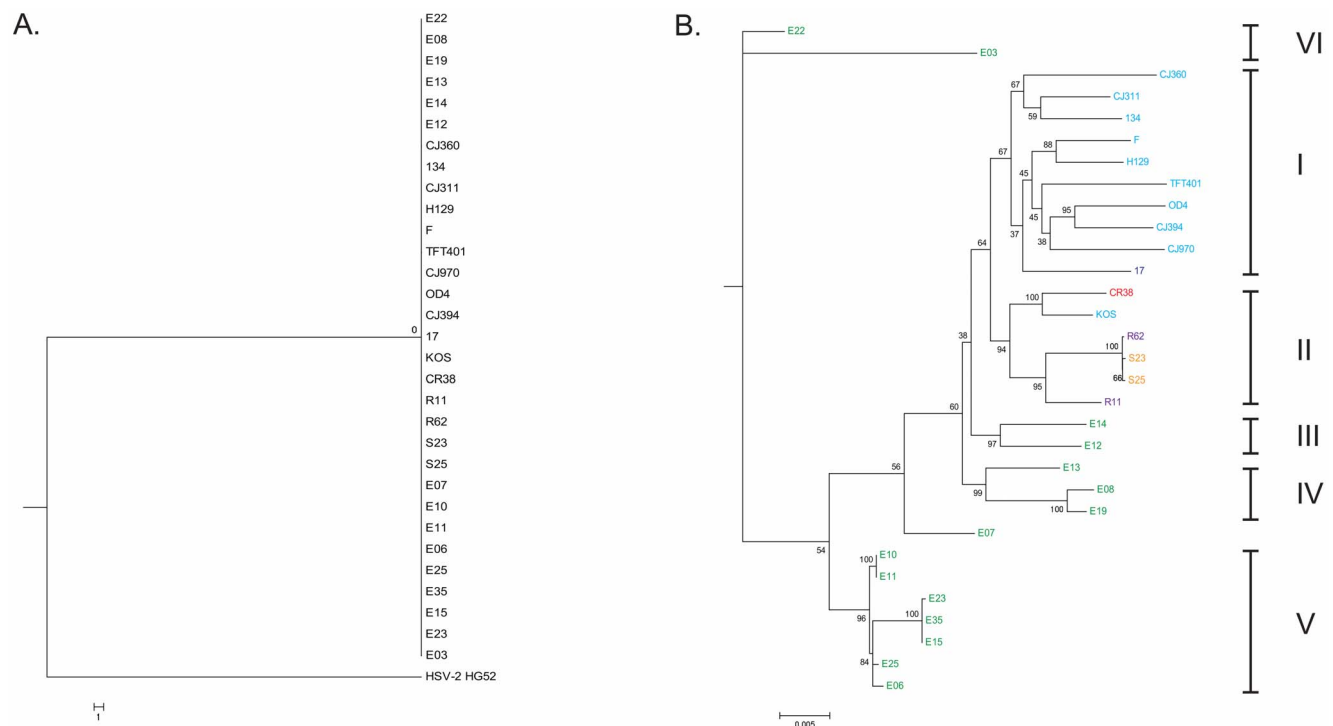 A.
E22
E08
E19
E13
E14
E12
CJ360
134
CJ311
H129
F
TFT401
CJ970
OD4
CJ394
0
17
KOS
CR38
R11
R62
S23
S25
E07
E10
E11
E06
E25
E35
E15
E23
E03
HSV-2 HG52
1
B.
E22
E03
VI
67
CJ360
CJ311
59
134
67
88
F
H129
I
45
TFT401
45
95
OD4
CJ394
37
38
CJ970
64
17
100
CR38
KOS
94
100
R62
S23
66
S25
II
95
R11
38
60
E14
97
E12
III
E13
99
E08
100
E19
IV
56
E07
54
100
E10
E11
96
100
E23
E35
E15
84
E25
E06
V
0.005